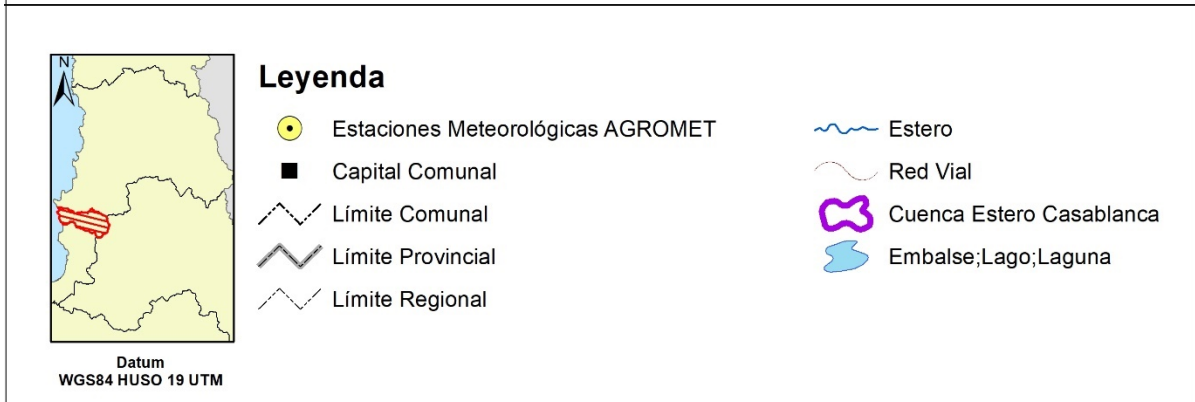 N
Leyenda
Estaciones Meteorológicas AGROMET
Capital Comunal
Límite Comunal
Límite Provincial
Límite Regional
Estero
Red Vial
Cuenca Estero Casablanca
Embalse;Lago;Laguna
Datum
WGS84 HUSO 19 UTM